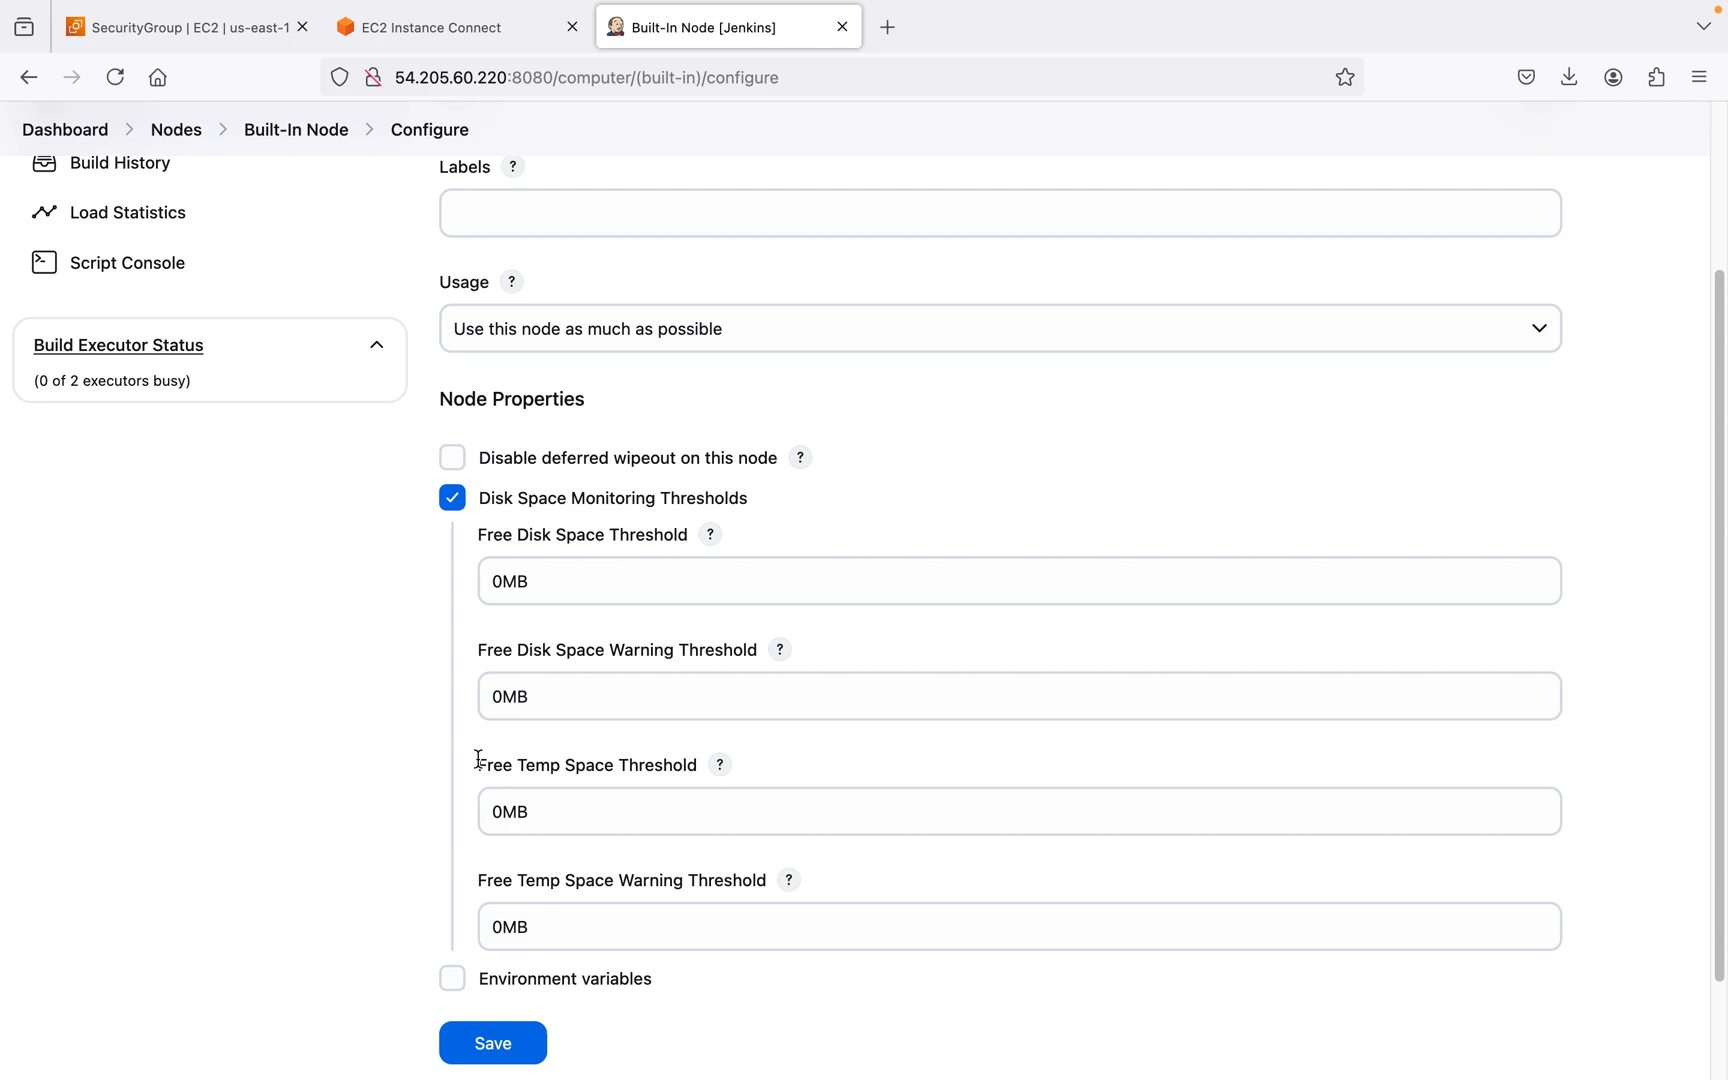 SecurityGroup | EC2 | us-east-1
EC2 Instance Connect
Built-In Node [Jenkins]
54.205.60.220:8080/computer/(built-in)/configure
Dashboard > Nodes > Built-In Node > Configure
Build History
Load Statistics
Script Console
Build Executor Status
(0 of 2 executors busy)
Labels ?
Usage ?
Use this node as much as possible
Node Properties
Disable deferred wipeout on this node ?
Disk Space Monitoring Thresholds
Free Disk Space Threshold ?
0MB
Free Disk Space Warning Threshold ?
0MB
Free Temp Space Threshold ?
0MB
Free Temp Space Warning Threshold ?
0MB
Environment variables
Save